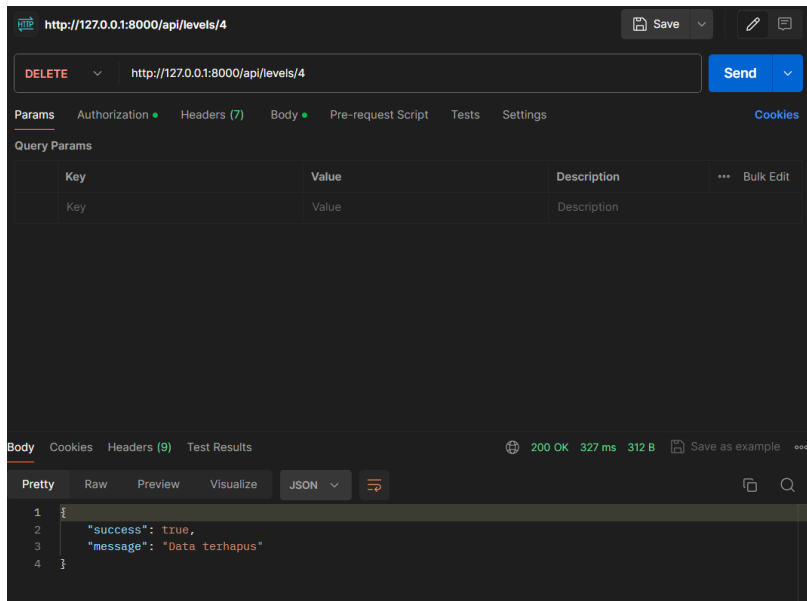 HTTP http://127.0.0.1:8000/api/levels/4 Save
DELETE http://127.0.0.1:8000/api/levels/4 Send
Params Authorization Headers (7) Body Pre-request Script Tests Settings Cookies
Query Params
Key Value Description ••• Bulk Edit
Key Value Description
Body Cookies Headers (9) Test Results 200 OK 327 ms 312 B Save as example
Pretty Raw Preview Visualize JSON
1 {
2 "success": true,
3 "message": "Data terhapus"
4 }